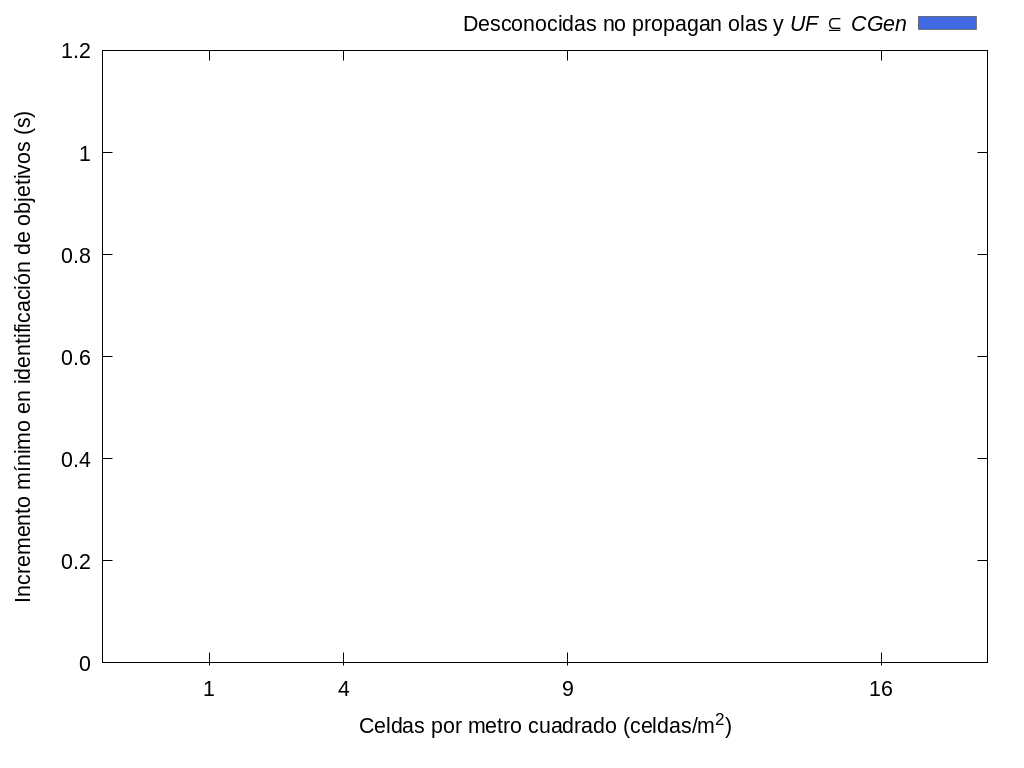 Desconocidas no propagan olas y UF ⊆ CGen
1.2
1
0.8
0.6
0.4
0.2
0
Incremento mínimo en identificación de objetivos (s)
1 4 9 16
Celdas por metro cuadrado (celdas/m²)